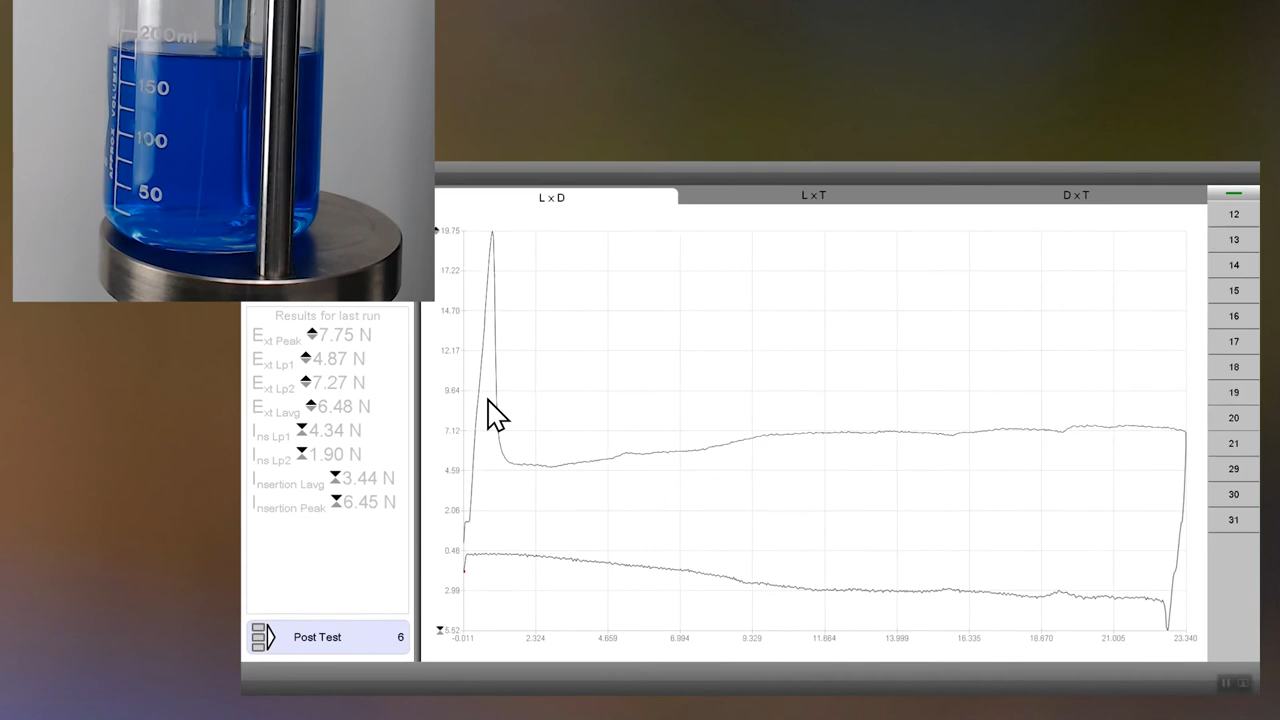 200ml
150
100
50
APPROX VOLUMES
L x D
L x T
D x T
19.75
17.22
14.70
12.17
9.64
7.12
4.59
2.06
0.46
2.99
5.52
-0.011
2.324
4.659
6.994
9.329
11.664
13.999
16.335
18.670
21.005
23.340
12
13
14
15
16
17
18
19
20
21
29
30
31
Results for last run
Ext Peak 7.75 N
Ext Lp1 4.87 N
Ext Lp2 7.27 N
Ext Lavg 6.48 N
Ins Lp1 4.34 N
Ins Lp2 1.90 N
Insertion Lavg 3.44 N
Insertion Peak 6.45 N
Post Test 6